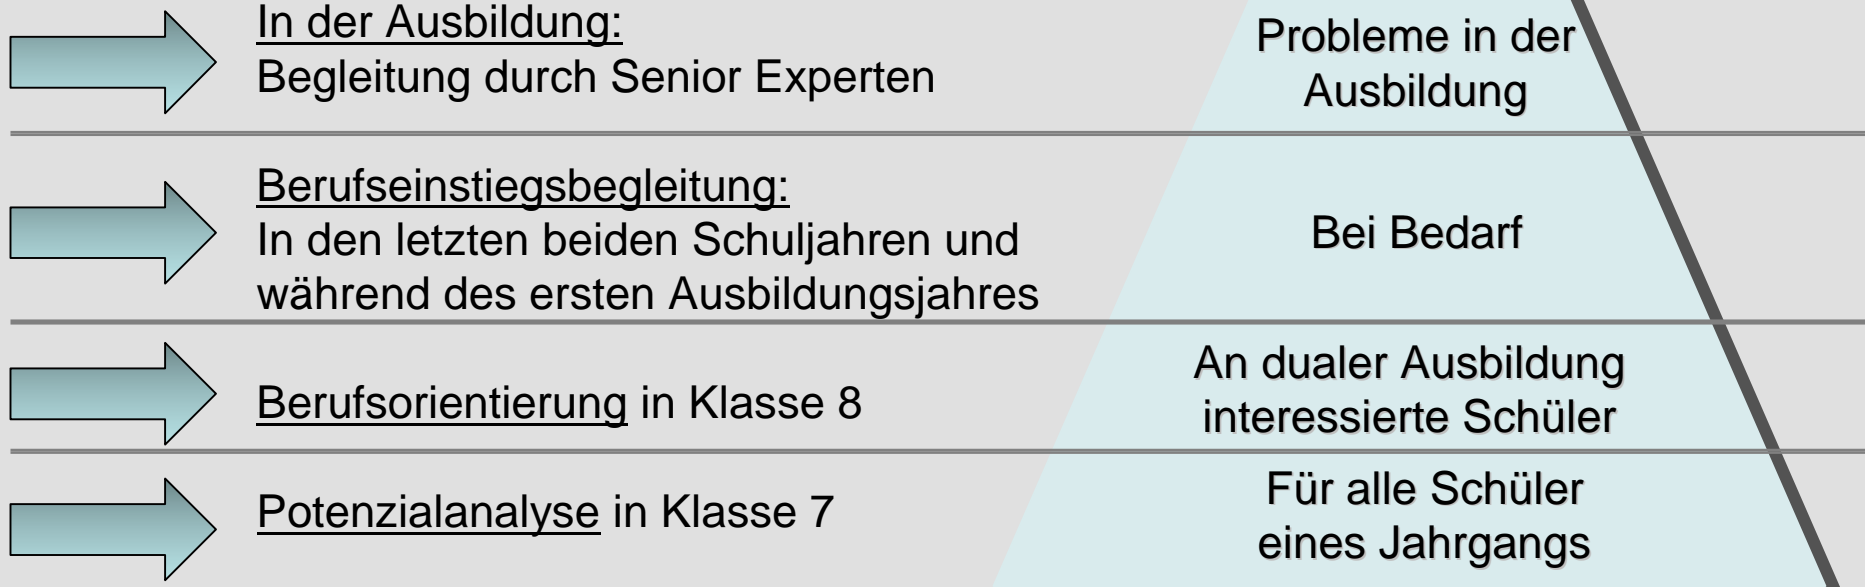 In der Ausbildung:
Begleitung durch Senior Experten
Probleme in der
Ausbildung
Berufseinstiegsbegleitung:
In den letzten beiden Schuljahren und
während des ersten Ausbildungsjahres
Bei Bedarf
Berufsorientierung in Klasse 8
An dualer Ausbildung
interessierte Schüler
Potenzialanalyse in Klasse 7
Für alle Schüler
eines Jahrgangs